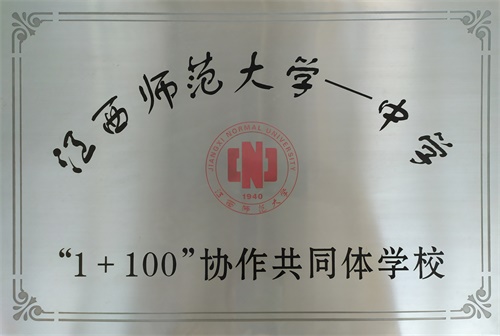 江西师范大学—中学
JIANGXI NORMAL UNIVERSITY
1940
江西师范大学
“1+100”协作共同体学校